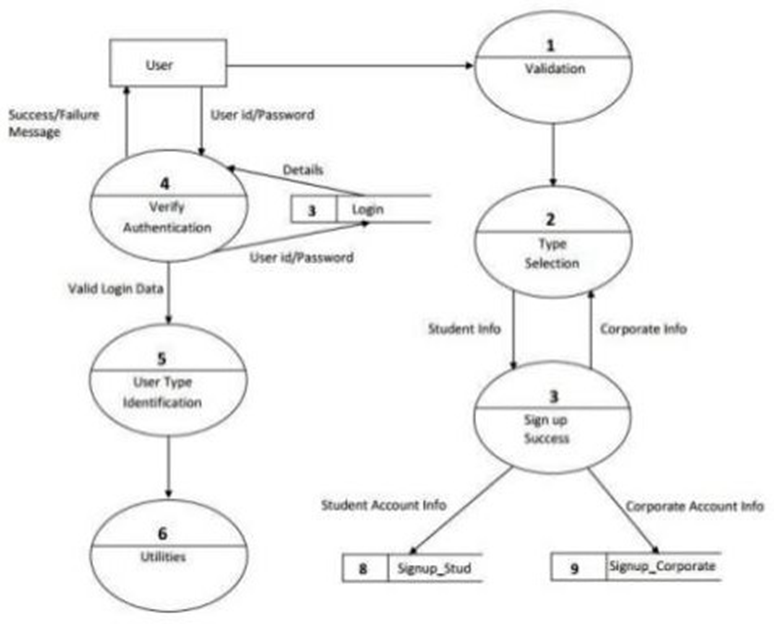 User
1
Validation
Success/Failure
Message
User id/Password
4
Verify
Authentication
Details
3 Login
User id/Password
2
Type
Selection
Valid Login Data
Student Info
Corporate Info
5
User Type
Identification
3
Sign up
Success
Student Account Info
Corporate Account Info
6
Utilities
8 Signup_Stud
9 Signup_Corporate